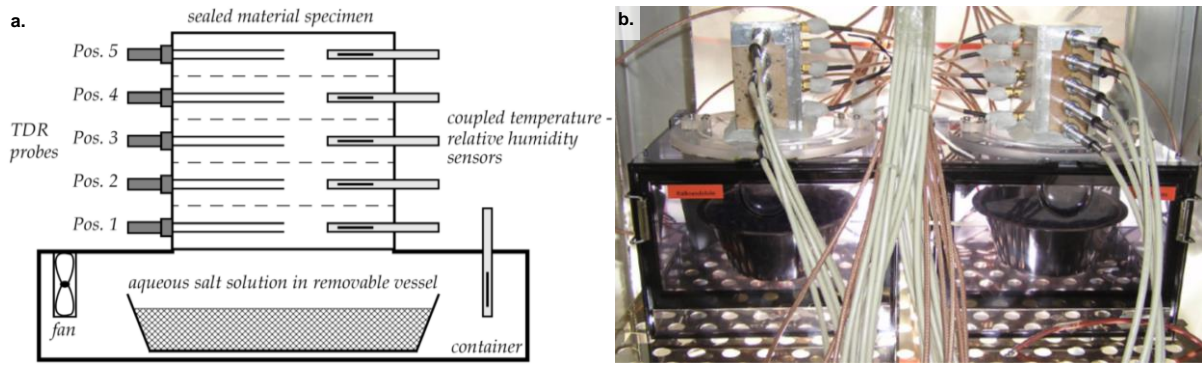 a.
sealed material specimen
Pos. 5
Pos. 4
TDR
probes
Pos. 3
coupled temperature -
relative humidity
sensors
Pos. 2
Pos. 1
aqueous salt solution in removable vessel
fan
container
b.